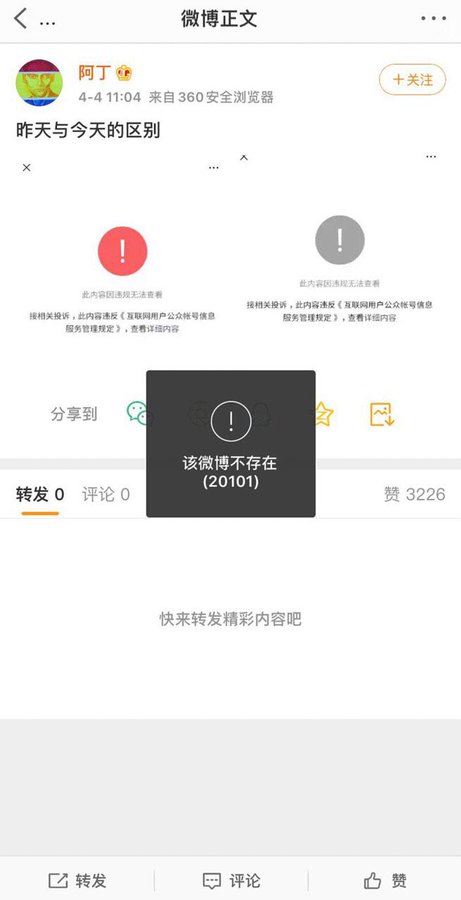 微博正文
阿丁
+关注
4-4 11:04 来自360安全浏览器
昨天与今天的区别
此内容因违规无法查看
接相关投诉，此内容违反《互联网用户公众帐号信息
服务管理规定》，查看详细内容
此内容因违规无法查看
接相关投诉，此内容违反《互联网用户公众帐号信息
服务管理规定》，查看详细内容
分享到
该微博不存在
(20101)
转发 0 评论 0 赞 3226
快来转发精彩内容吧
转发 评论 赞